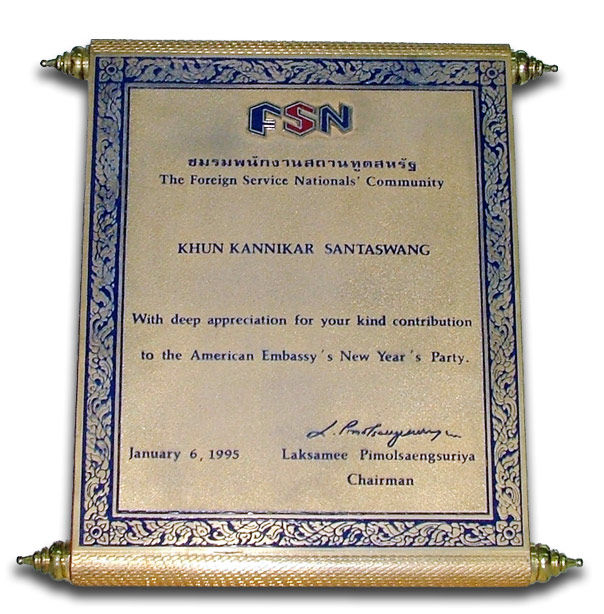 FSN
ชมรมพนักงานสถานทูตสหรัฐ
The Foreign Service Nationals' Community
KHUN KANNIKAR SANTASWANG
With deep appreciation for your kind contribution
to the American Embassy's New Year's Party.
L. Pimolsaengsuriya
January 6, 1995 Laksamee Pimolsaengsuriya
Chairman